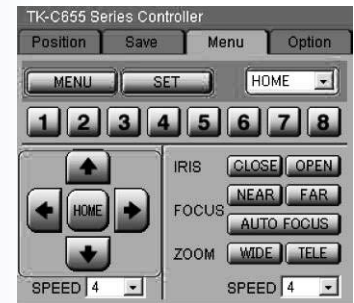 TK-C655 Series Controller
Position Save Menu Option
MENU SET HOME
1 2 3 4 5 6 7 8
IRIS CLOSE OPEN
FOCUS NEAR FAR
AUTO FOCUS
HOME
ZOOM WIDE TELE
SPEED 4 SPEED 4